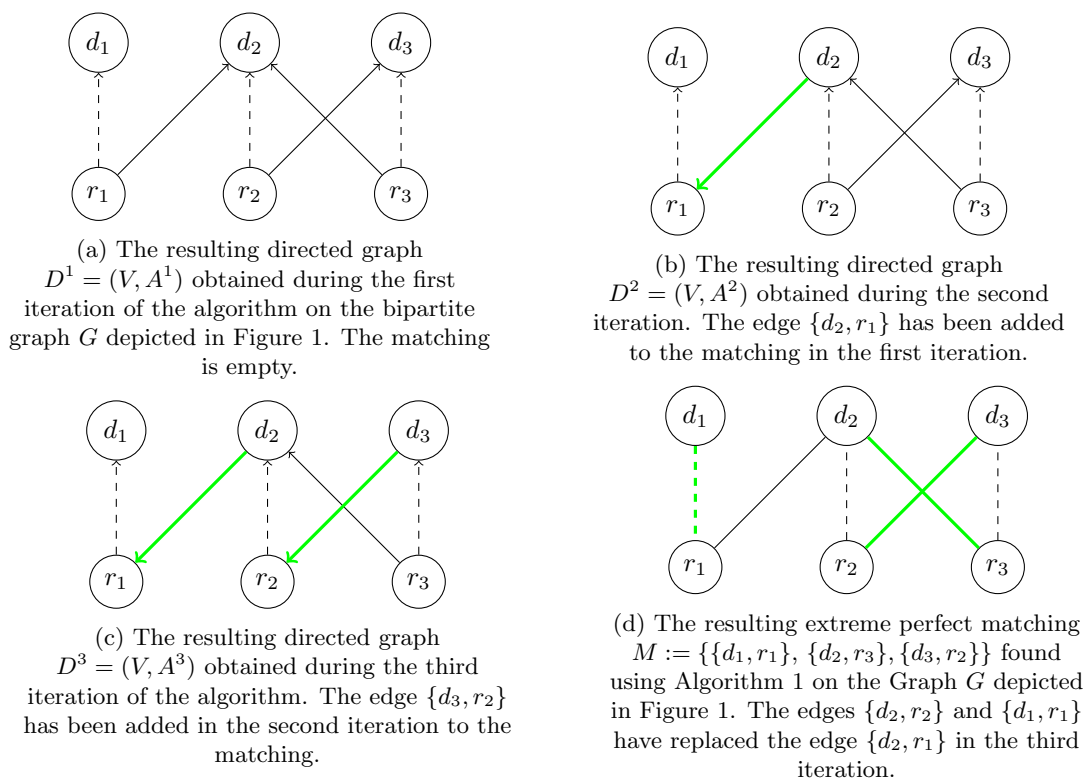 d₁ d₂ d₃
r₁ r₂ r₃
(a) The resulting directed graph
D¹ = (V, A¹) obtained during the first
iteration of the algorithm on the bipartite
graph G depicted in Figure 1. The matching
is empty.
d₁ d₂ d₃
r₁ r₂ r₃
(b) The resulting directed graph
D² = (V, A²) obtained during the second
iteration. The edge {d₂, r₁} has been added
to the matching in the first iteration.
d₁ d₂ d₃
r₁ r₂ r₃
(c) The resulting directed graph
D³ = (V, A³) obtained during the third
iteration of the algorithm. The edge {d₃, r₂}
has been added in the second iteration to the
matching.
d₁ d₂ d₃
r₁ r₂ r₃
(d) The resulting extreme perfect matching
M := {{d₁, r₁}, {d₂, r₃}, {d₃, r₂}} found
using Algorithm 1 on the Graph G depicted
in Figure 1. The edges {d₂, r₂} and {d₁, r₁}
have replaced the edge {d₂, r₁} in the third
iteration.